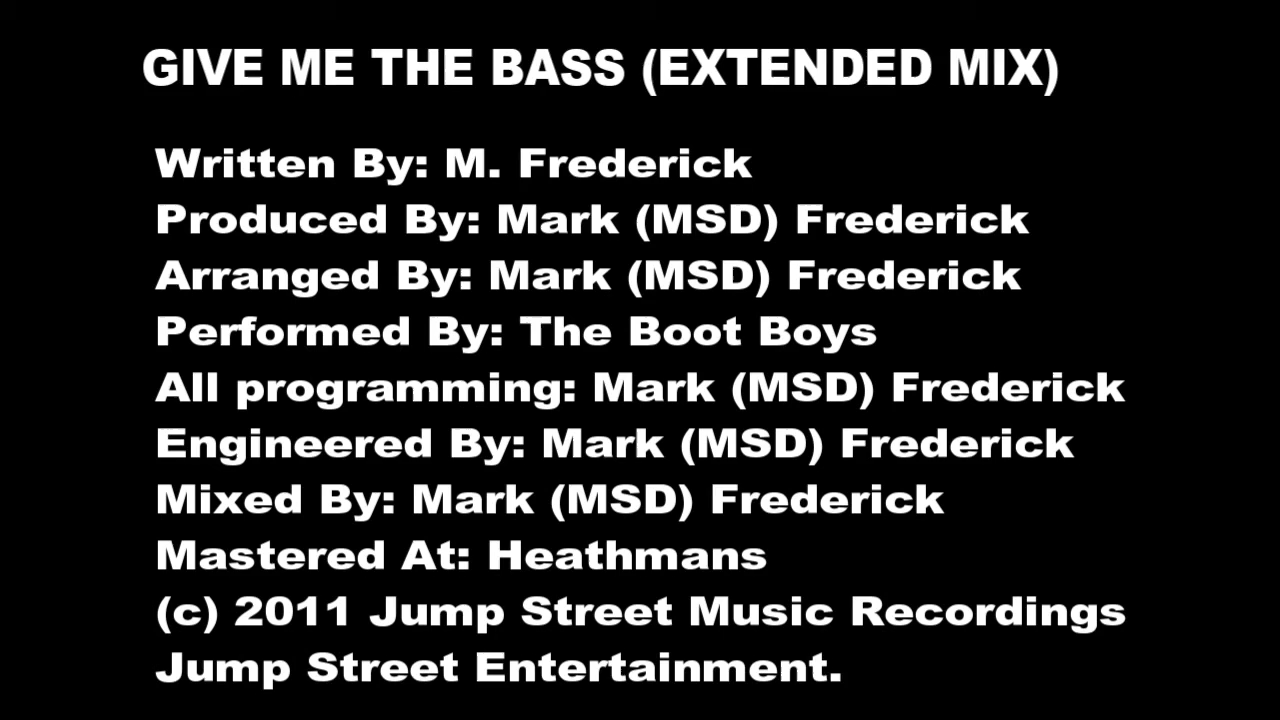 GIVE ME THE BASS (EXTENDED MIX)
Written By: M. Frederick
Produced By: Mark (MSD) Frederick
Arranged By: Mark (MSD) Frederick
Performed By: The Boot Boys
All programming: Mark (MSD) Frederick
Engineered By: Mark (MSD) Frederick
Mixed By: Mark (MSD) Frederick
Mastered At: Heathmans
(c) 2011 Jump Street Music Recordings
Jump Street Entertainment.